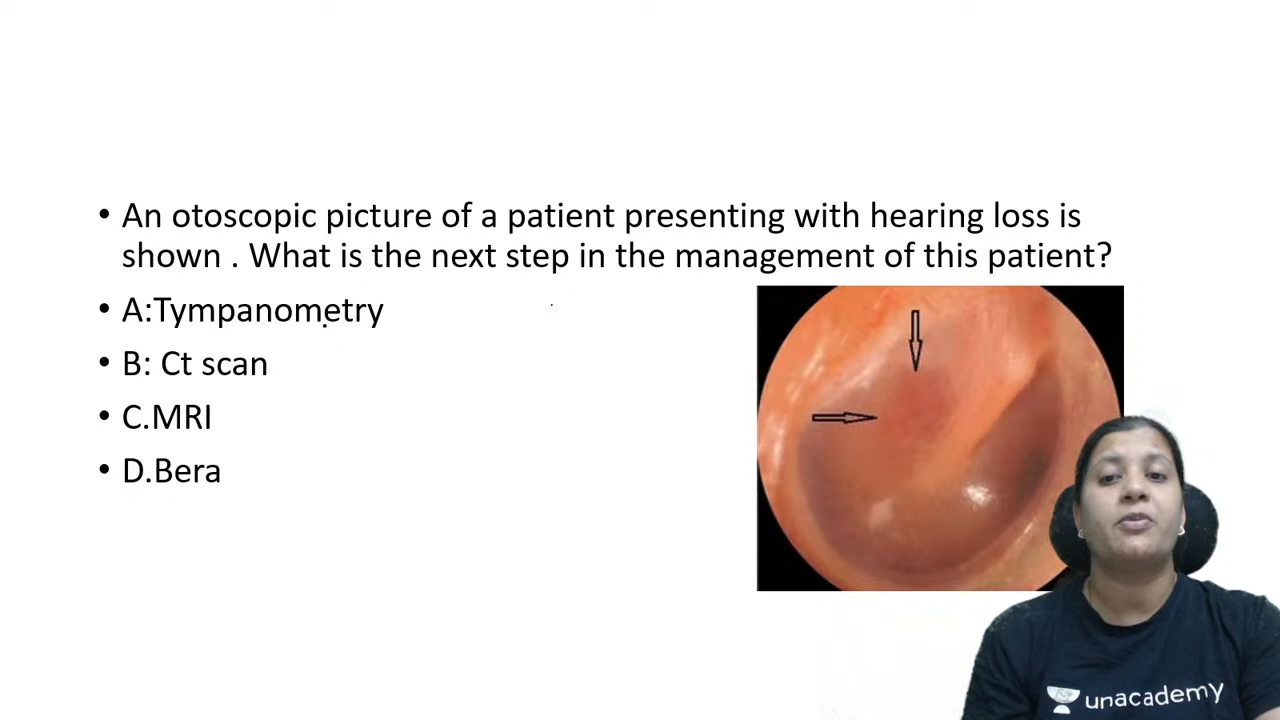 • An otoscopic picture of a patient presenting with hearing loss is
shown . What is the next step in the management of this patient?
• A:Tympanometry
• B: Ct scan
• C.MRI
• D.Bera
unacademy